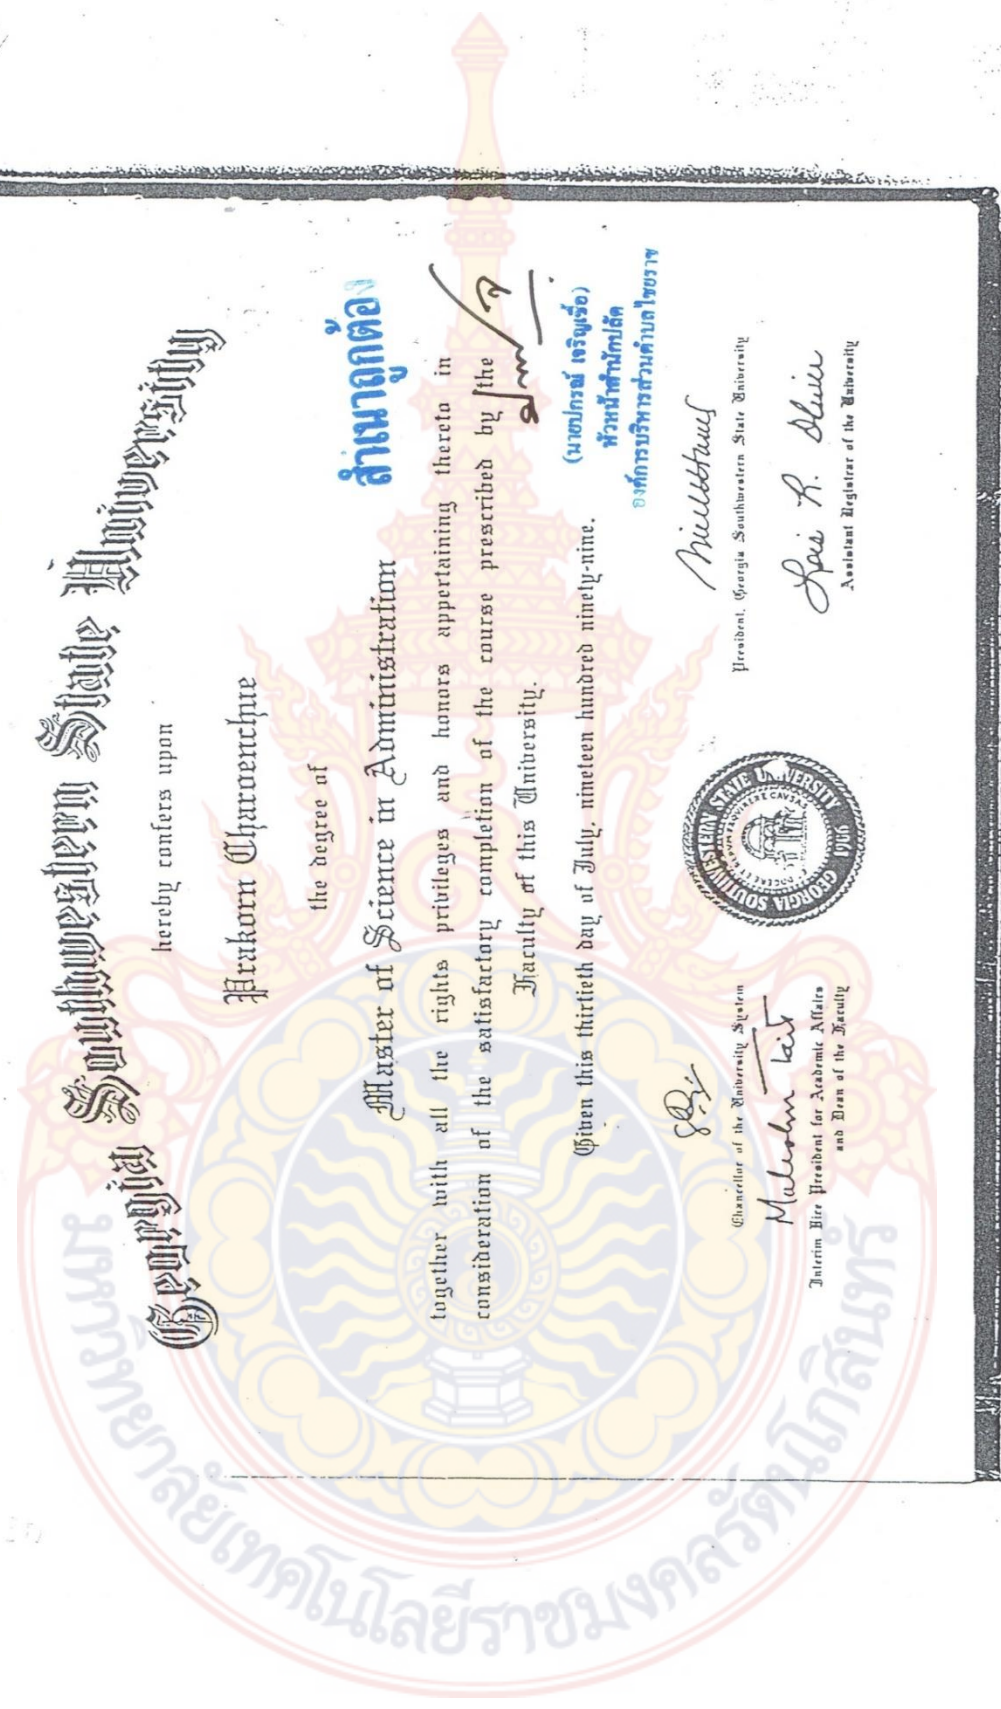 Georgia Southwestern State University
hereby confers upon
Prakorn Charoenchue
the degree of
Master of Science in Administration
together with all the rights privileges and honors appertaining thereto in
consideration of the satisfactory completion of the course prescribed by the
Faculty of this University.
Given this thirtieth day of July, nineteen hundred ninety-nine.
สำเนาถูกต้อง
(นายปกรณ์ เจริญเชื้อ)
หัวหน้าสำนักปลัด
องค์การบริหารส่วนตำบลไชยราช
Chancellor of the University System
Malcolm Tait
Interim Vice President for Academic Affairs
and Dean of the Faculty
GEORGIA SOUTHWESTERN STATE UNIVERSITY
1906
President, Georgia Southwestern State University
Lois R. Oliver
Assistant Registrar of the University
มหาวิทยาลัยเทคโนโลยีราชมงคลรัตนโกสินทร์